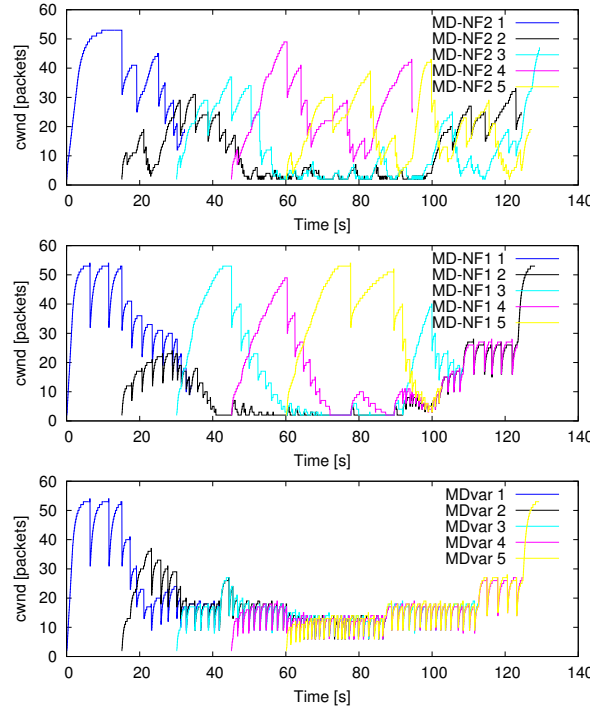 60
50
40
30
20
10
0
cwnd [packets]
MD-NF2 1
MD-NF2 2
MD-NF2 3
MD-NF2 4
MD-NF2 5
0 20 40 60 80 100 120 140
Time [s]
60
50
40
30
20
10
0
cwnd [packets]
MD-NF1 1
MD-NF1 2
MD-NF1 3
MD-NF1 4
MD-NF1 5
0 20 40 60 80 100 120 140
Time [s]
60
50
40
30
20
10
0
cwnd [packets]
MDvar 1
MDvar 2
MDvar 3
MDvar 4
MDvar 5
0 20 40 60 80 100 120 140
Time [s]